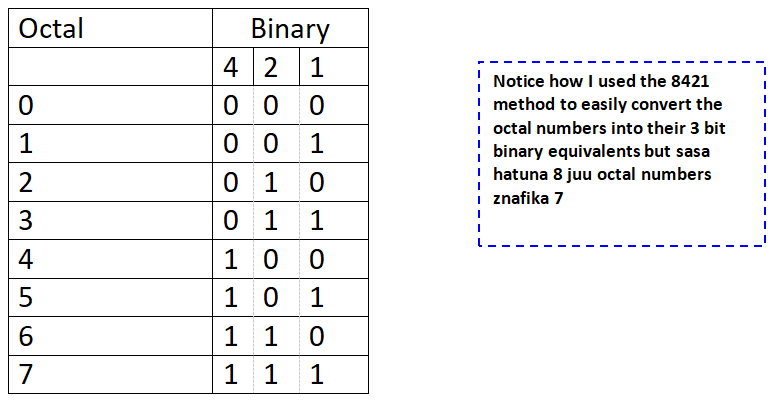 Octal Binary
4 2 1
0 0 0 0
1 0 0 1
2 0 1 0
3 0 1 1
4 1 0 0
5 1 0 1
6 1 1 0
7 1 1 1
Notice how I used the 8421
method to easily convert the
octal numbers into their 3 bit
binary equivalents but sasa
hatuna 8 juu octal numbers
znafika 7